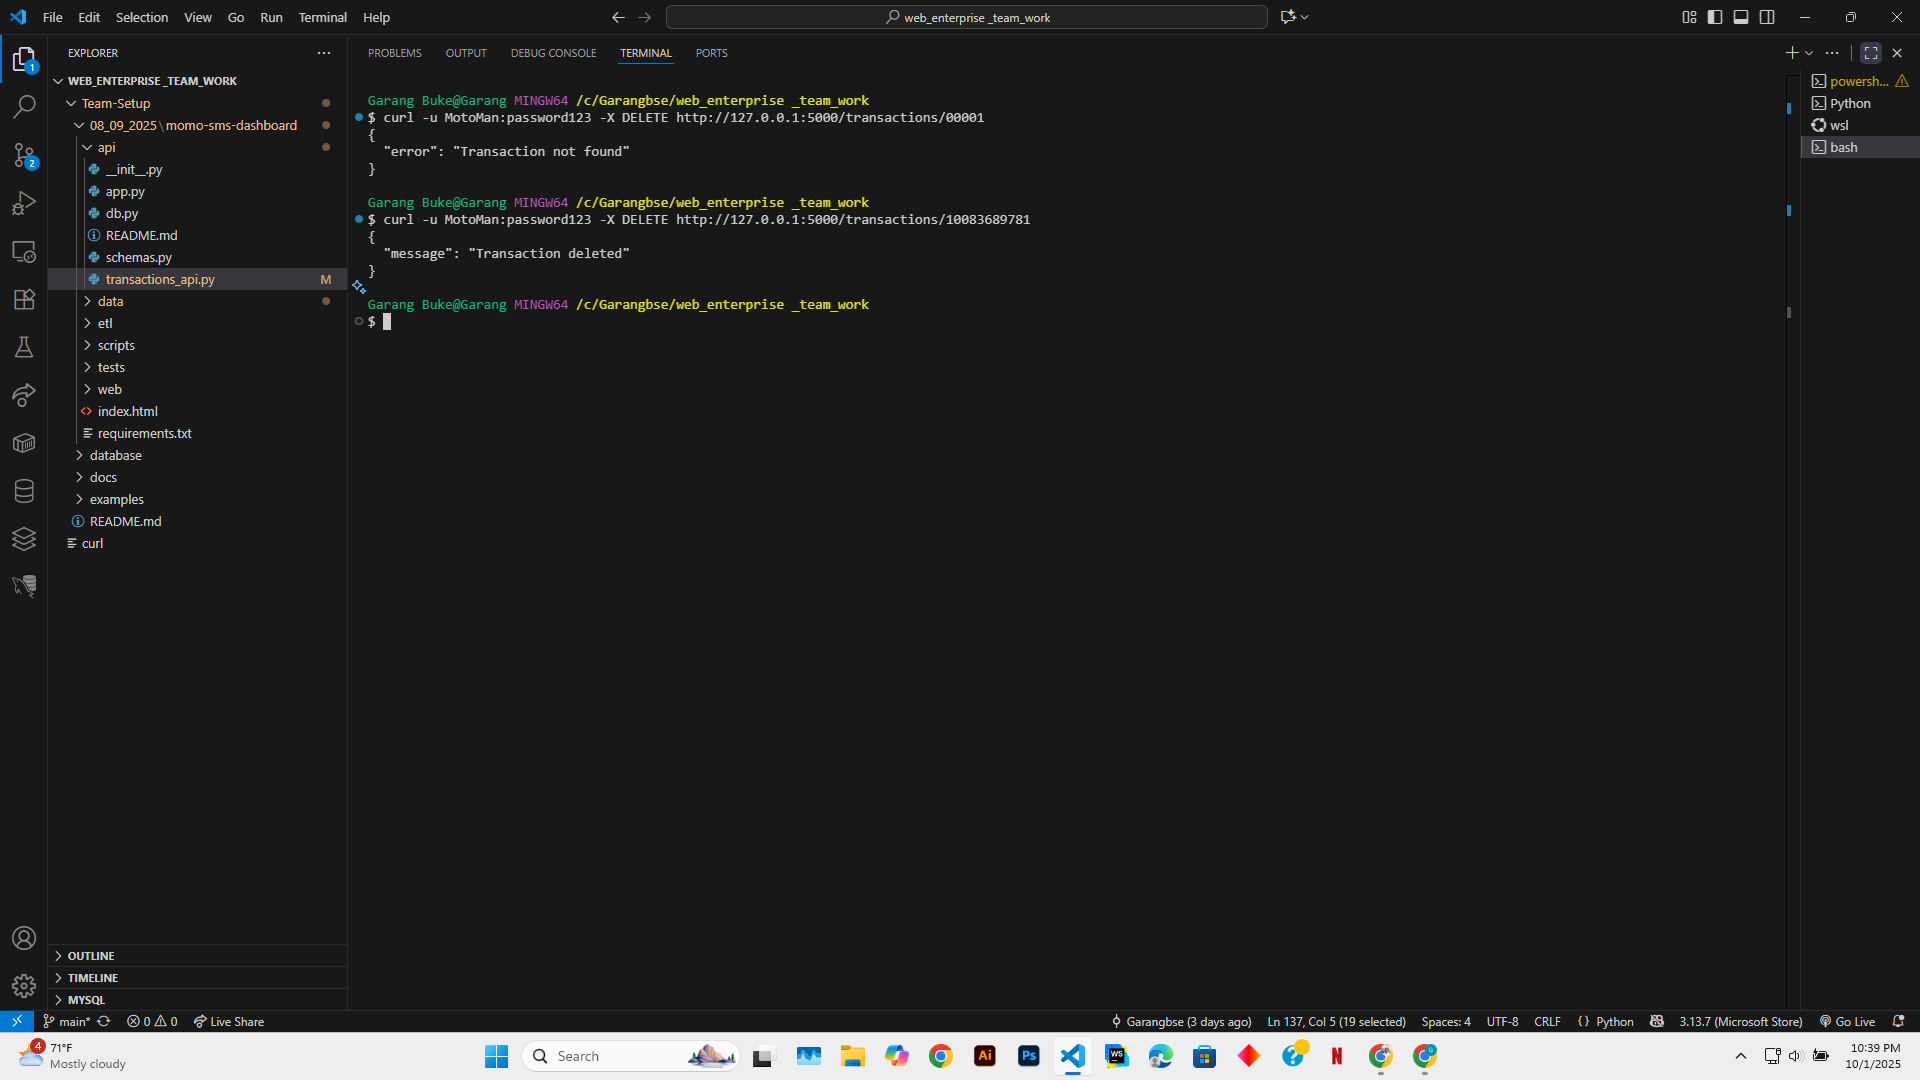 File Edit Selection View Go Run Terminal Help
web_enterprise _team_work
EXPLORER
WEB_ENTERPRISE _TEAM_WORK
Team-Setup
08_09_2025 \ momo-sms-dashboard
api
__init__.py
app.py
db.py
README.md
schemas.py
transactions_api.py M
data
etl
scripts
tests
web
index.html
requirements.txt
database
docs
examples
README.md
curl
OUTLINE
TIMELINE
MYSQL
1
2
PROBLEMS OUTPUT DEBUG CONSOLE TERMINAL PORTS
Garang Buke@Garang MINGW64 /c/Garangbse/web_enterprise _team_work
$ curl -u MotoMan:password123 -X DELETE http://127.0.0.1:5000/transactions/00001
{
"error": "Transaction not found"
}
Garang Buke@Garang MINGW64 /c/Garangbse/web_enterprise _team_work
$ curl -u MotoMan:password123 -X DELETE http://127.0.0.1:5000/transactions/10083689781
{
"message": "Transaction deleted"
}
Garang Buke@Garang MINGW64 /c/Garangbse/web_enterprise _team_work
$
powersh...
Python
wsl
bash
main* 0 0 Live Share
Garangbse (3 days ago) Ln 137, Col 5 (19 selected) Spaces: 4 UTF-8 CRLF {} Python 3.13.7 (Microsoft Store) Go Live
4
71°F
Mostly cloudy
Search
Ai
Ps
WS
N
10:39 PM
10/1/2025